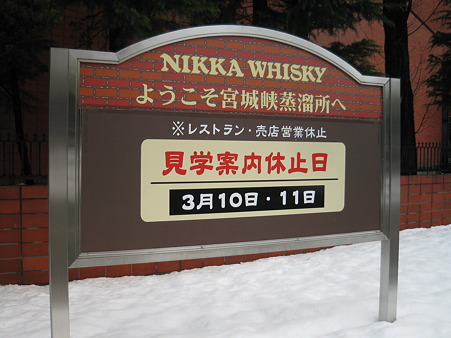 NIKKA WHISKY
ようこそ宮城峡蒸溜所へ
※レストラン・売店営業休止
見学案内休止日
3月10日・11日